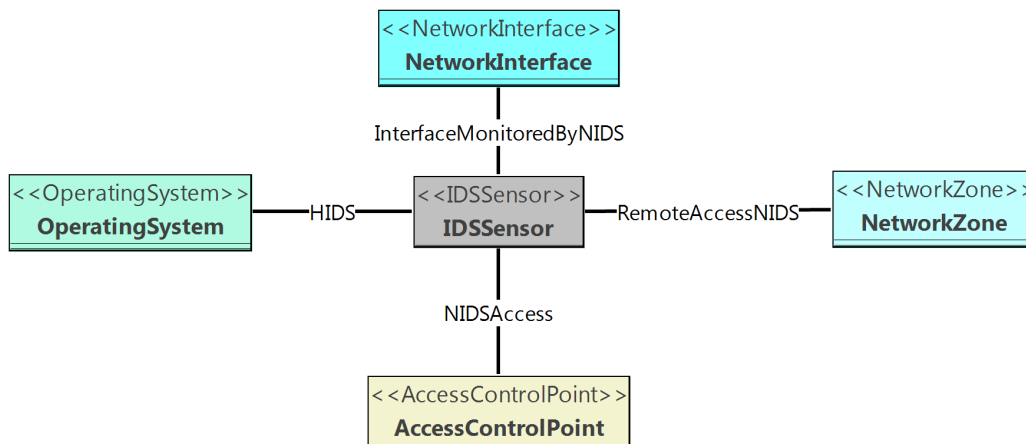 <<NetworkInterface>>
NetworkInterface
InterfaceMonitoredByNIDS
<<OperatingSystem>>
OperatingSystem
HIDS
<<IDSSensor>>
IDSSensor
RemoteAccessNIDS
<<NetworkZone>>
NetworkZone
NIDSAccess
<<AccessControlPoint>>
AccessControlPoint